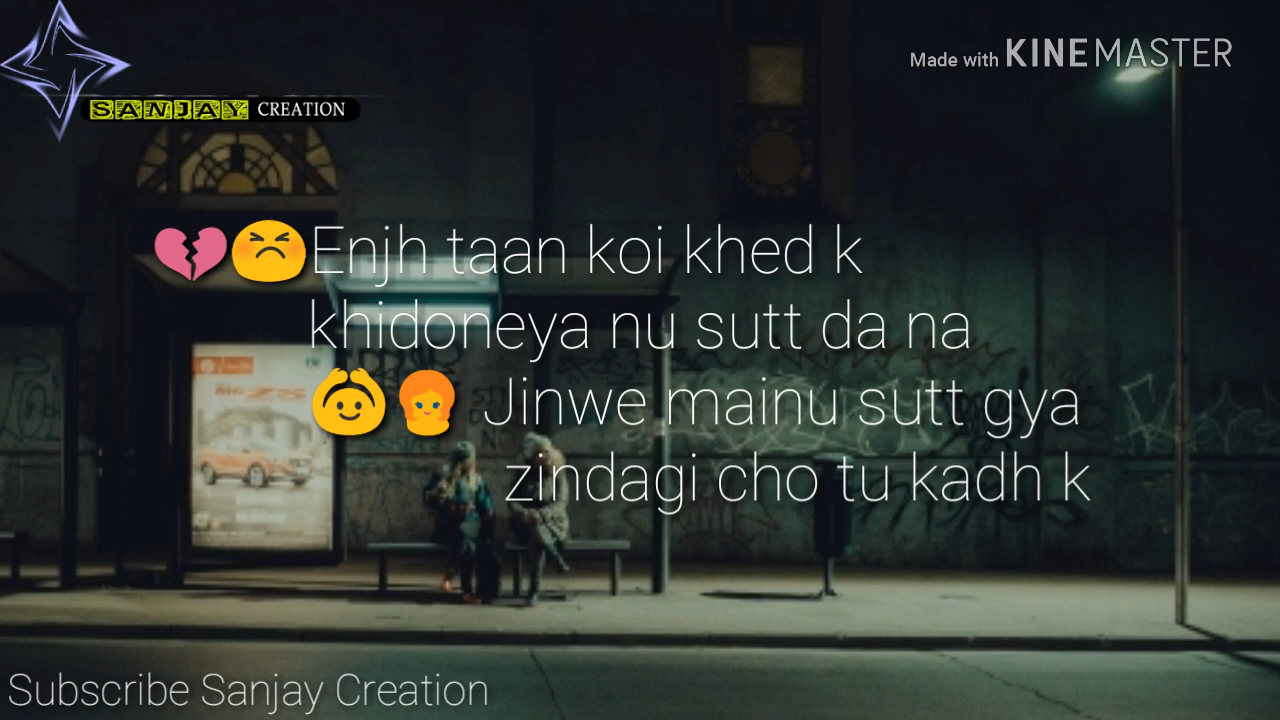 Made with KINEMASTER
SANJAY CREATION
💔😣Enjh taan koi khed k
khidoneya nu sutt da na
🙆👩 Jinwe mainu sutt gya
zindagi cho tu kadh k
Subscribe Sanjay Creation